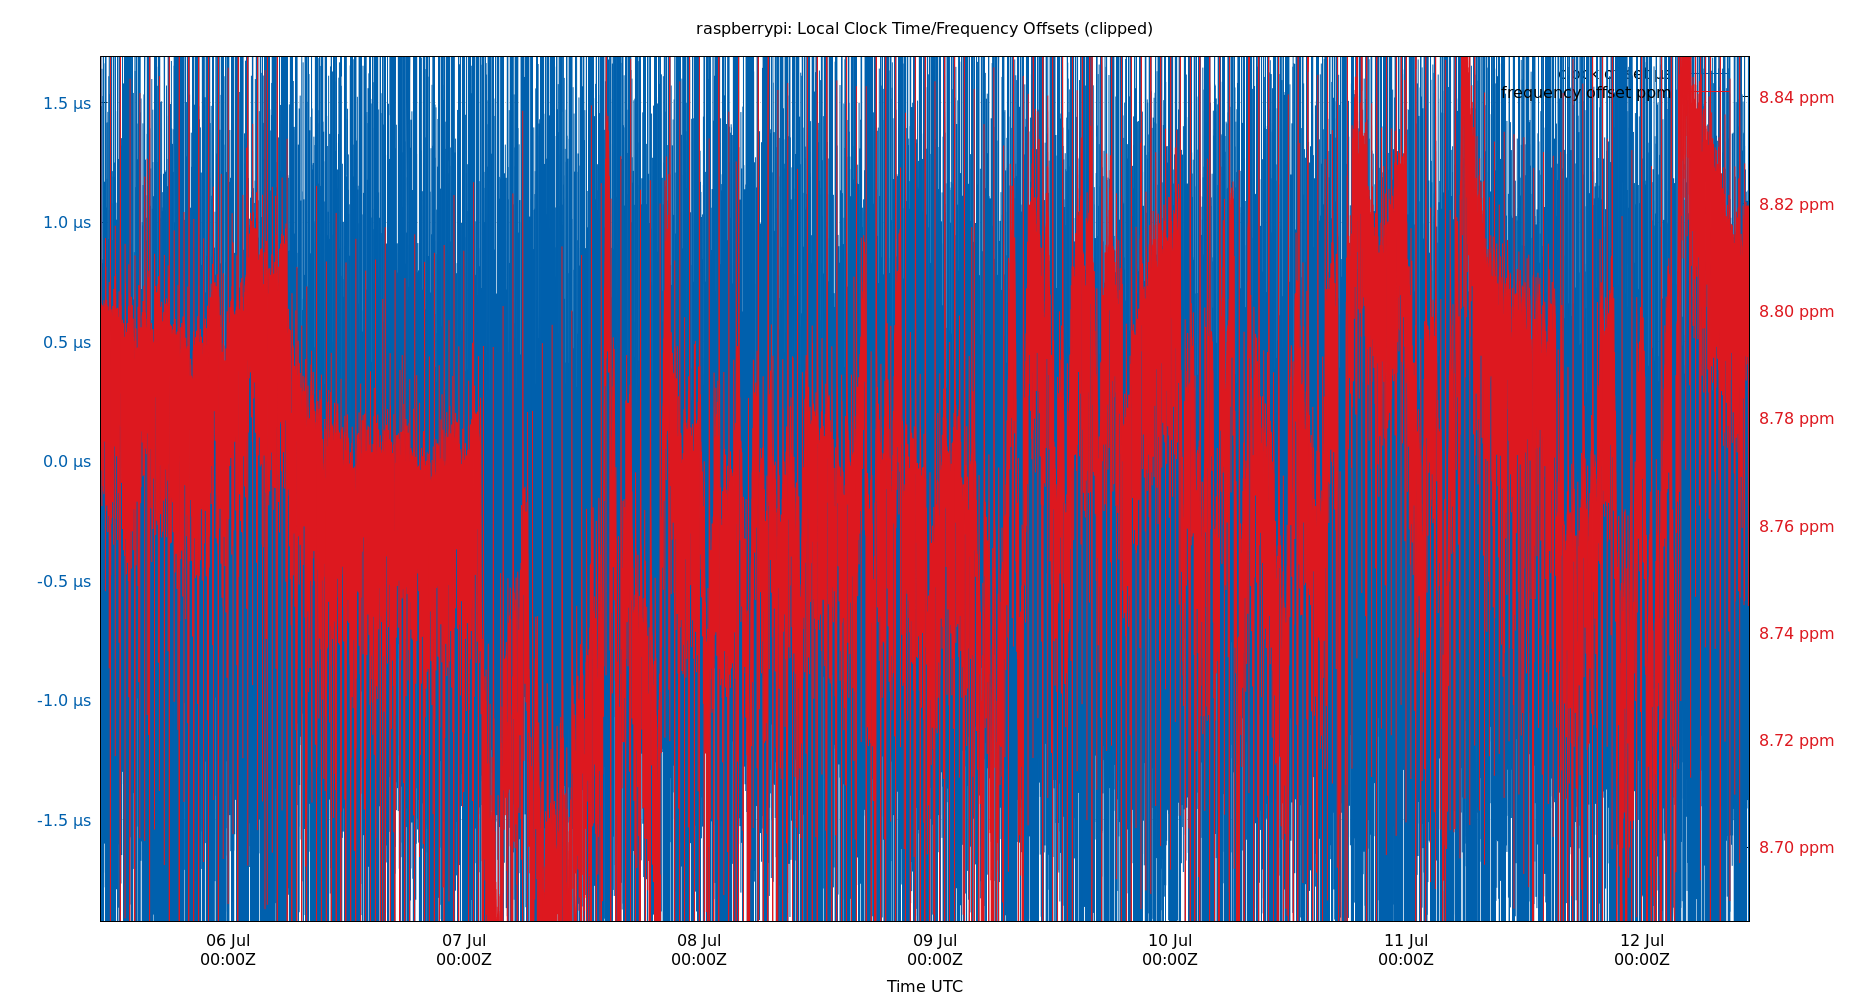 raspberrypi: Local Clock Time/Frequency Offsets (clipped)
clock offset µs
frequency offset ppm
1.5 µs
1.0 µs
0.5 µs
0.0 µs
-0.5 µs
-1.0 µs
-1.5 µs
8.84 ppm
8.82 ppm
8.80 ppm
8.78 ppm
8.76 ppm
8.74 ppm
8.72 ppm
8.70 ppm
06 Jul
00:00Z
07 Jul
00:00Z
08 Jul
00:00Z
09 Jul
00:00Z
10 Jul
00:00Z
11 Jul
00:00Z
12 Jul
00:00Z
Time UTC